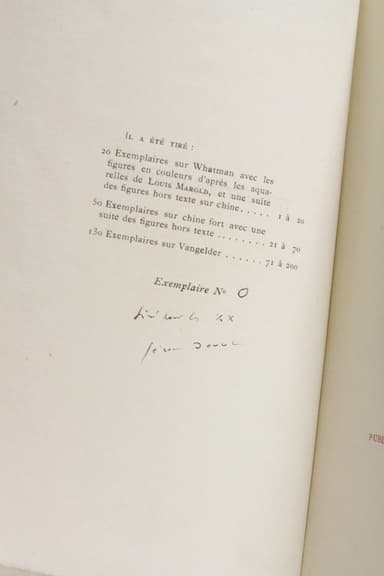 Il a été tiré :
20 Exemplaires sur Whatman avec les
figures en couleurs d'après les aqua-
relles de Louis Marold, et une suite
des figures hors texte sur chine..... 1 à 20
50 Exemplaires sur chine fort avec une
suite des figures hors texte........ 21 à 70
130 Exemplaires sur Vangelder...... 71 à 200
Exemplaire No 0